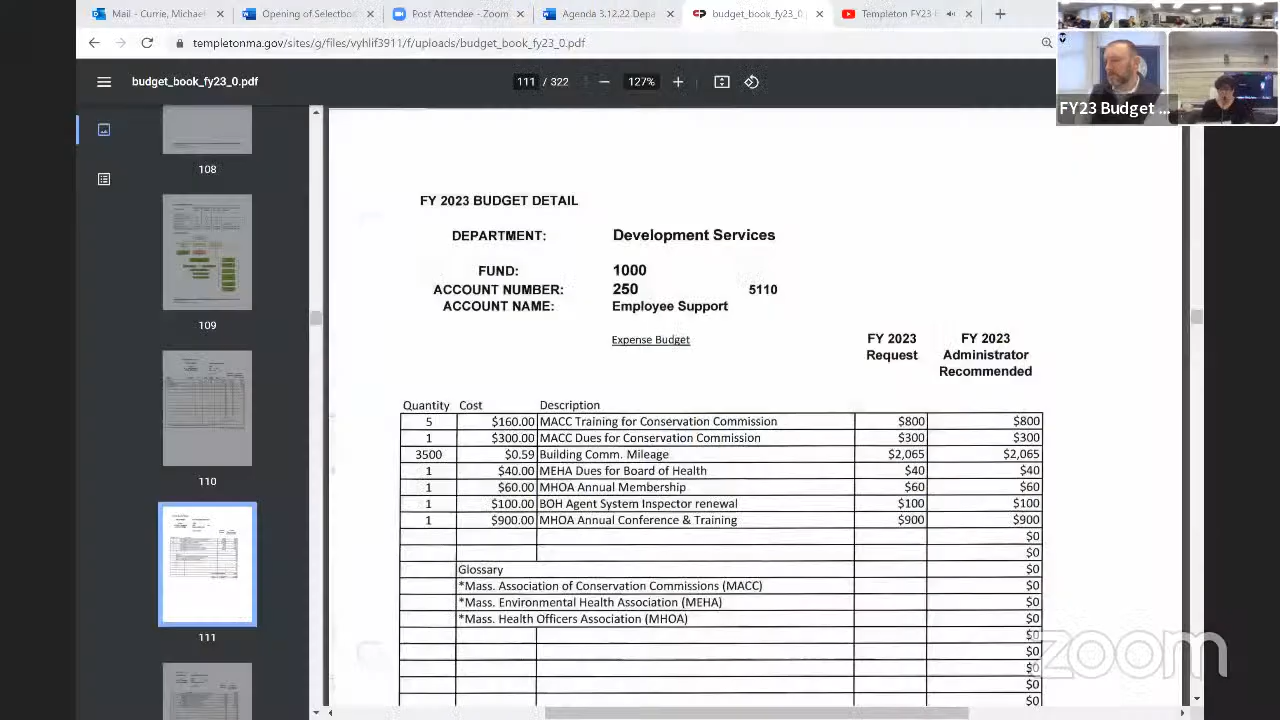 Mail - Currie, Michael
Opening of Selectbo
Post Attendee - Zoo
Agenda 3.12.22 Depa
budget_book_fy23_0.p
Templeton FY23
templetonma.gov/sites/g/files/
/uploads/budget_book_fy_23_0.pdf
budget_book_fy23_0.pdf
111 / 322
127%
FY23 Budget ...
108
109
110
111
FY 2023 BUDGET DETAIL
DEPARTMENT: Development Services
FUND: 1000
ACCOUNT NUMBER: 250 5110
ACCOUNT NAME: Employee Support
Expense Budget
FY 2023 Request
FY 2023 Administrator Recommended
Quantity Cost Description
5 $160.00 MACC Training for Conservation Commission $800 $800
1 $300.00 MACC Dues for Conservation Commission $300 $300
3500 $0.59 Building Comm. Mileage $2,065 $2,065
1 $40.00 MEHA Dues for Board of Health $40 $40
1 $60.00 MHOA Annual Membership $60 $60
1 $100.00 BOH Agent System Inspector renewal $100 $100
1 $900.00 MHOA Annual Conference & Training $900 $900
$0
$0
Glossary $0
*Mass. Association of Conservation Commissions (MACC) $0
*Mass. Environmental Health Association (MEHA) $0
*Mass. Health Officers Association (MHOA) $0
$0
$0
$0
$0
$0
zoom